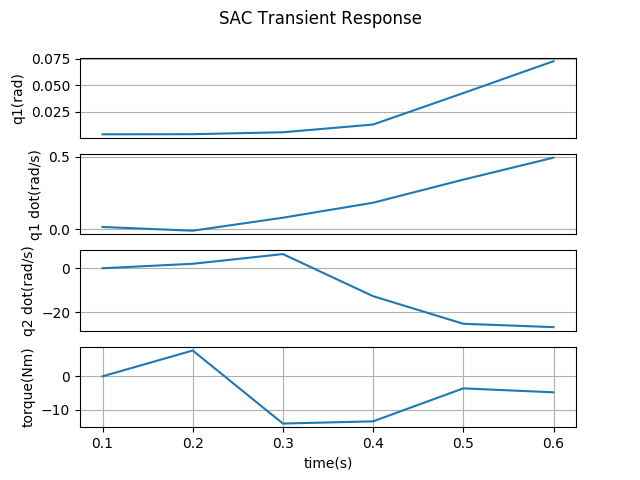 SAC Transient Response
0.075
0.050
0.025
q1(rad)
0.5
0.0
q1 dot(rad/s)
0
−20
q2 dot(rad/s)
0
−10
torque(Nm)
0.1 0.2 0.3 0.4 0.5 0.6
time(s)